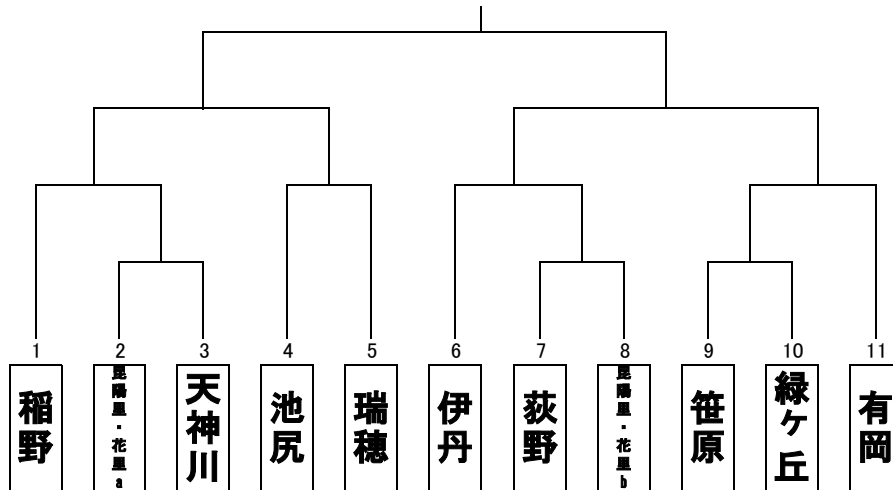 1 2 3 4 5 6 7 8 9 10 11
稲野
昆陽里・花里a
天神川
池尻
瑞穂
伊丹
荻野
昆陽里・花里b
笹原
緑ヶ丘
有岡